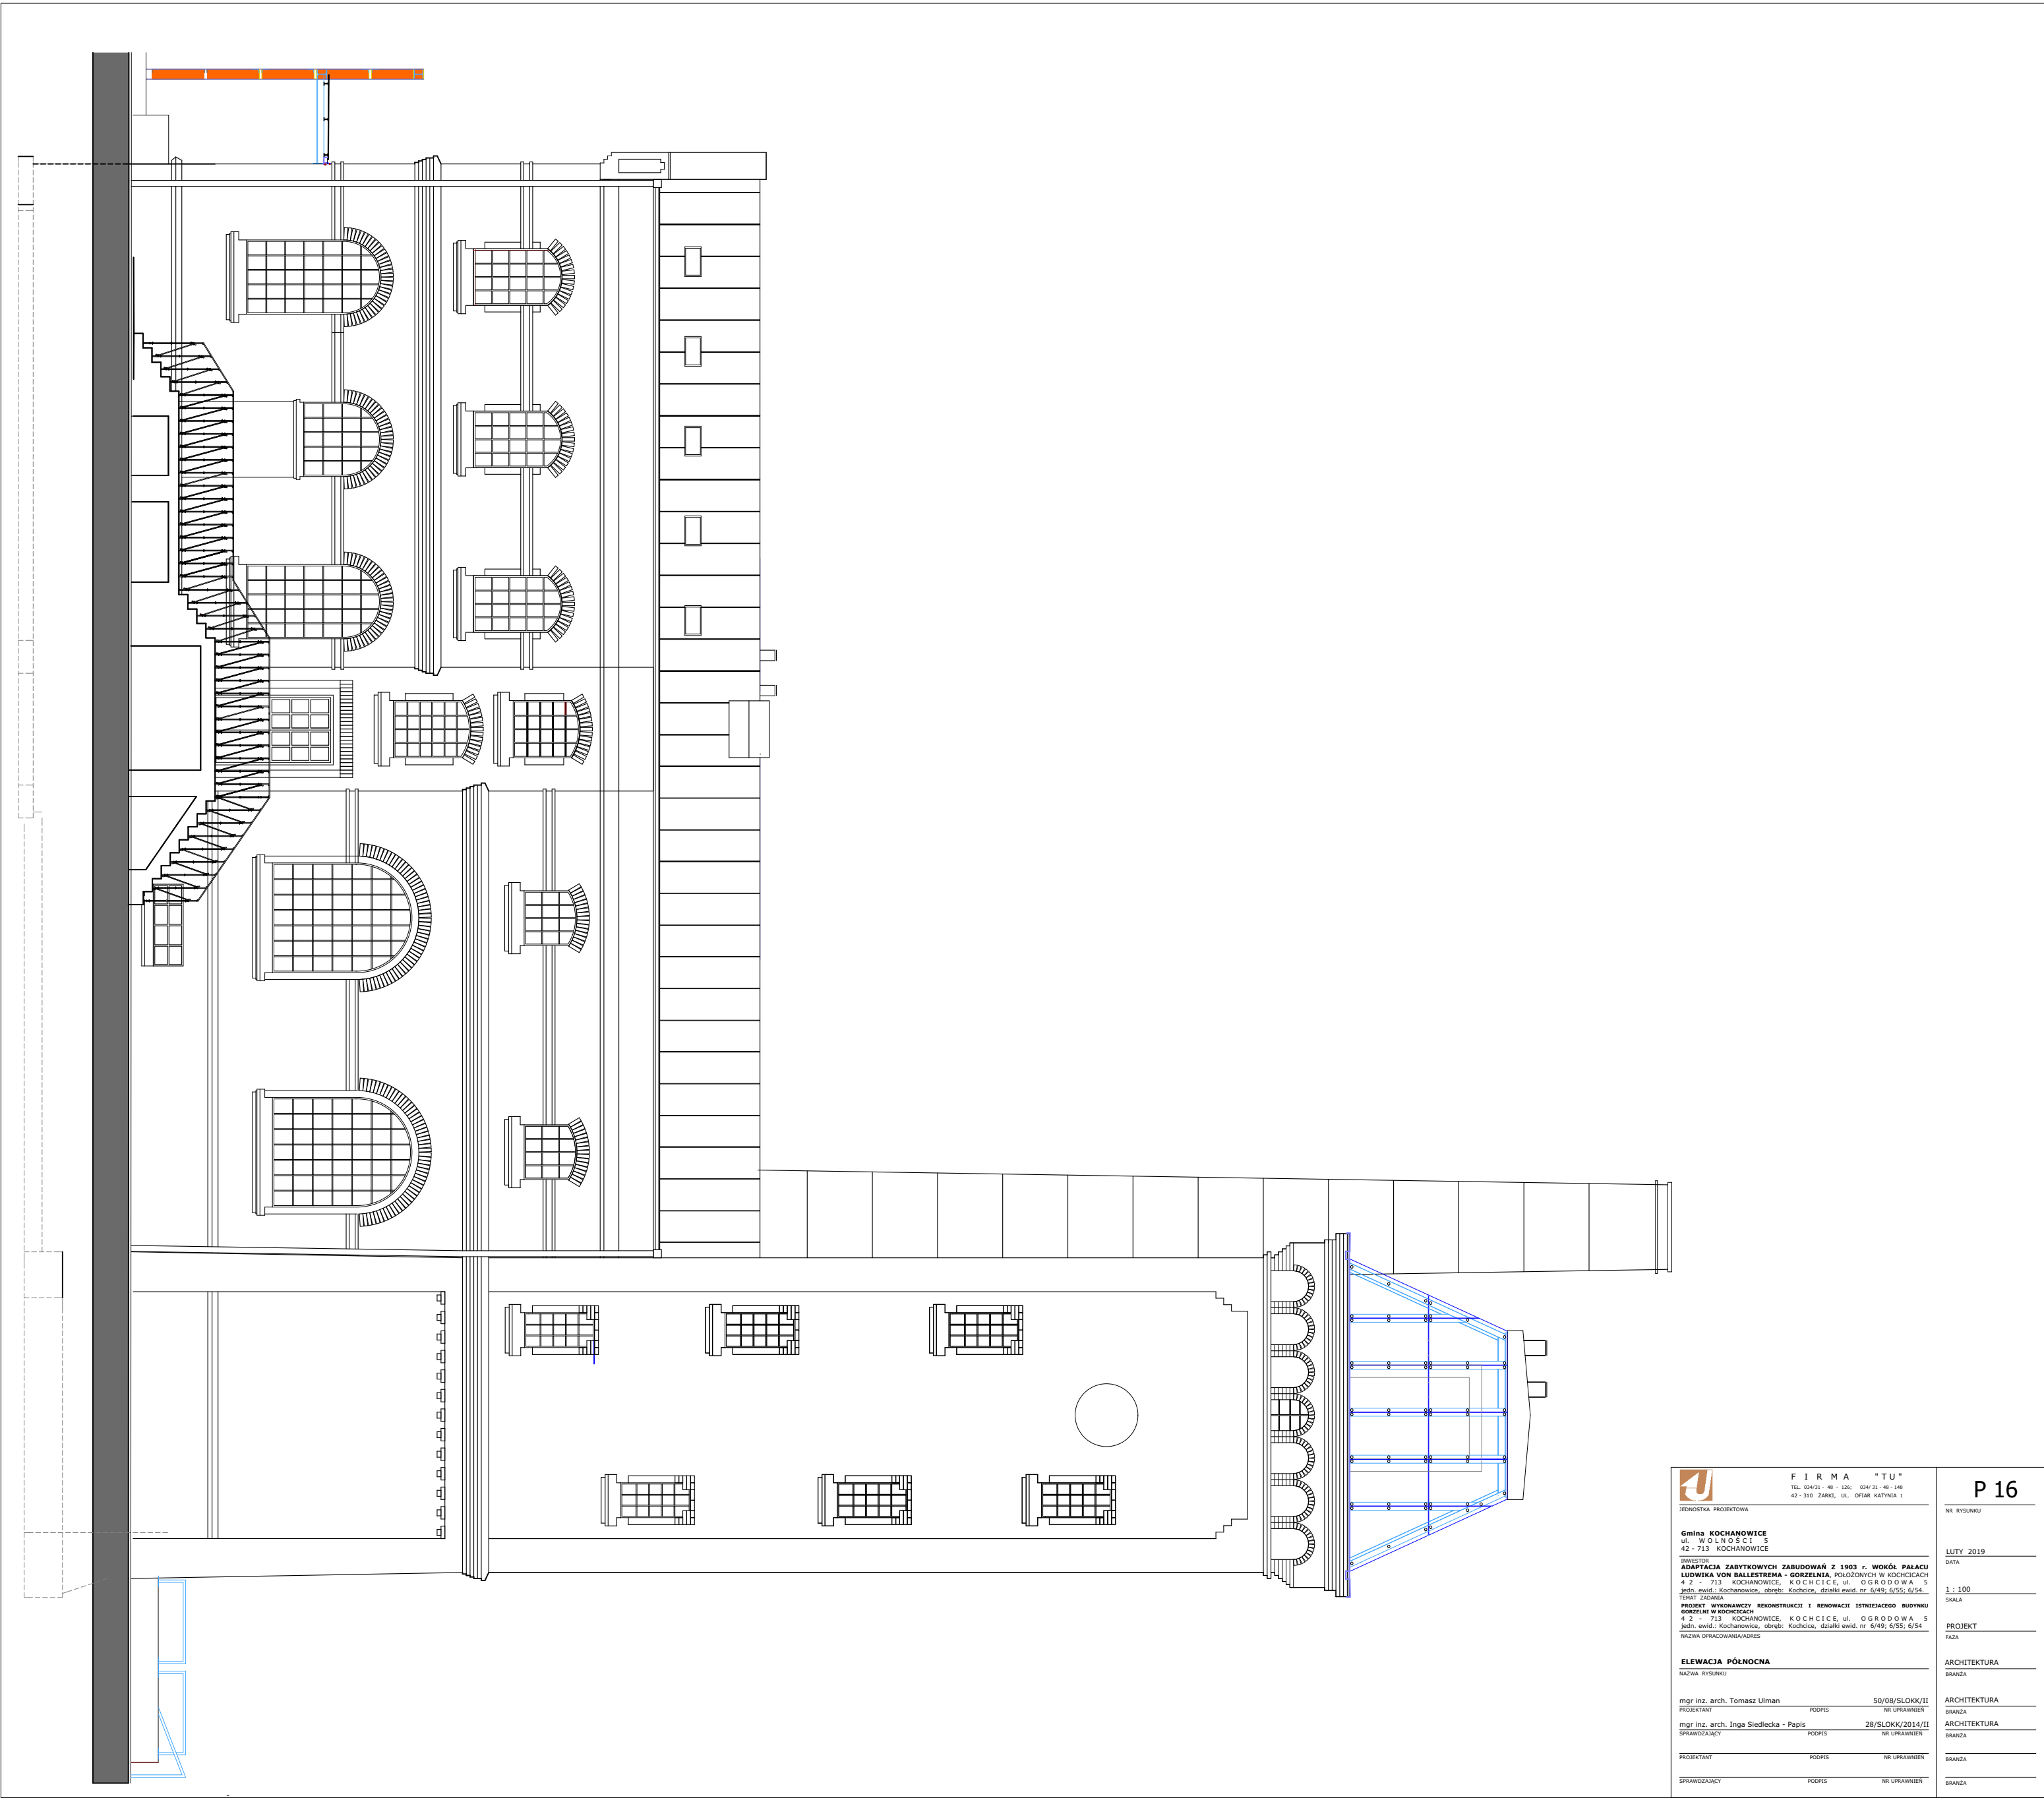 F I R M A "TU"
TEL. 034/31 - 48 - 126; 034/ 31 - 48 - 148
42 - 310 ŻARKI, UL. OFIAR KATYNIA 1
JEDNOSTKA PROJEKTOWA
Gmina KOCHANOWICE
ul. W O L N O Ś C I 5
42 - 713 KOCHANOWICE
INWESTOR
ADAPTACJA ZABYTKOWYCH ZABUDOWAŃ Z 1903 r. WOKÓŁ PAŁACU
LUDWIKA VON BALLESTREMA - GORZELNIA, POŁOŻONYCH W KOCHCICACH
4 2 - 713 KOCHANOWICE, K O C H C I C E, ul. O G R O D O W A 5
jedn. ewid.: Kochanowice, obręb: Kochcice, działki ewid. nr 6/49; 6/55; 6/54.
TEMAT ZADANIA
PROJEKT WYKONAWCZY REKONSTRUKCJI I RENOWACJI ISTNIEJACEGO BUDYNKU
GORZELNI W KOCHCICACH
4 2 - 713 KOCHANOWICE, K O C H C I C E, ul. O G R O D O W A 5
jedn. ewid.: Kochanowice, obręb: Kochcice, działki ewid. nr 6/49; 6/55; 6/54
NAZWA OPRACOWANIA/ADRES
ELEWACJA PÓŁNOCNA
NAZWA RYSUNKU
mgr inz. arch. Tomasz Ulman 50/08/SLOKK/II
PROJEKTANT PODPIS NR UPRAWNIEŃ
mgr inz. arch. Inga Siedlecka - Papis 28/SLOKK/2014/II
SPRAWDZAJĄCY PODPIS NR UPRAWNIEŃ
PROJEKTANT PODPIS NR UPRAWNIEŃ
SPRAWDZAJĄCY PODPIS NR UPRAWNIEŃ
P 16
NR RYSUNKU
LUTY 2019
DATA
1 : 100
SKALA
PROJEKT
FAZA
ARCHITEKTURA
BRANŻA
ARCHITEKTURA
BRANŻA
ARCHITEKTURA
BRANŻA
BRANŻA
BRANŻA